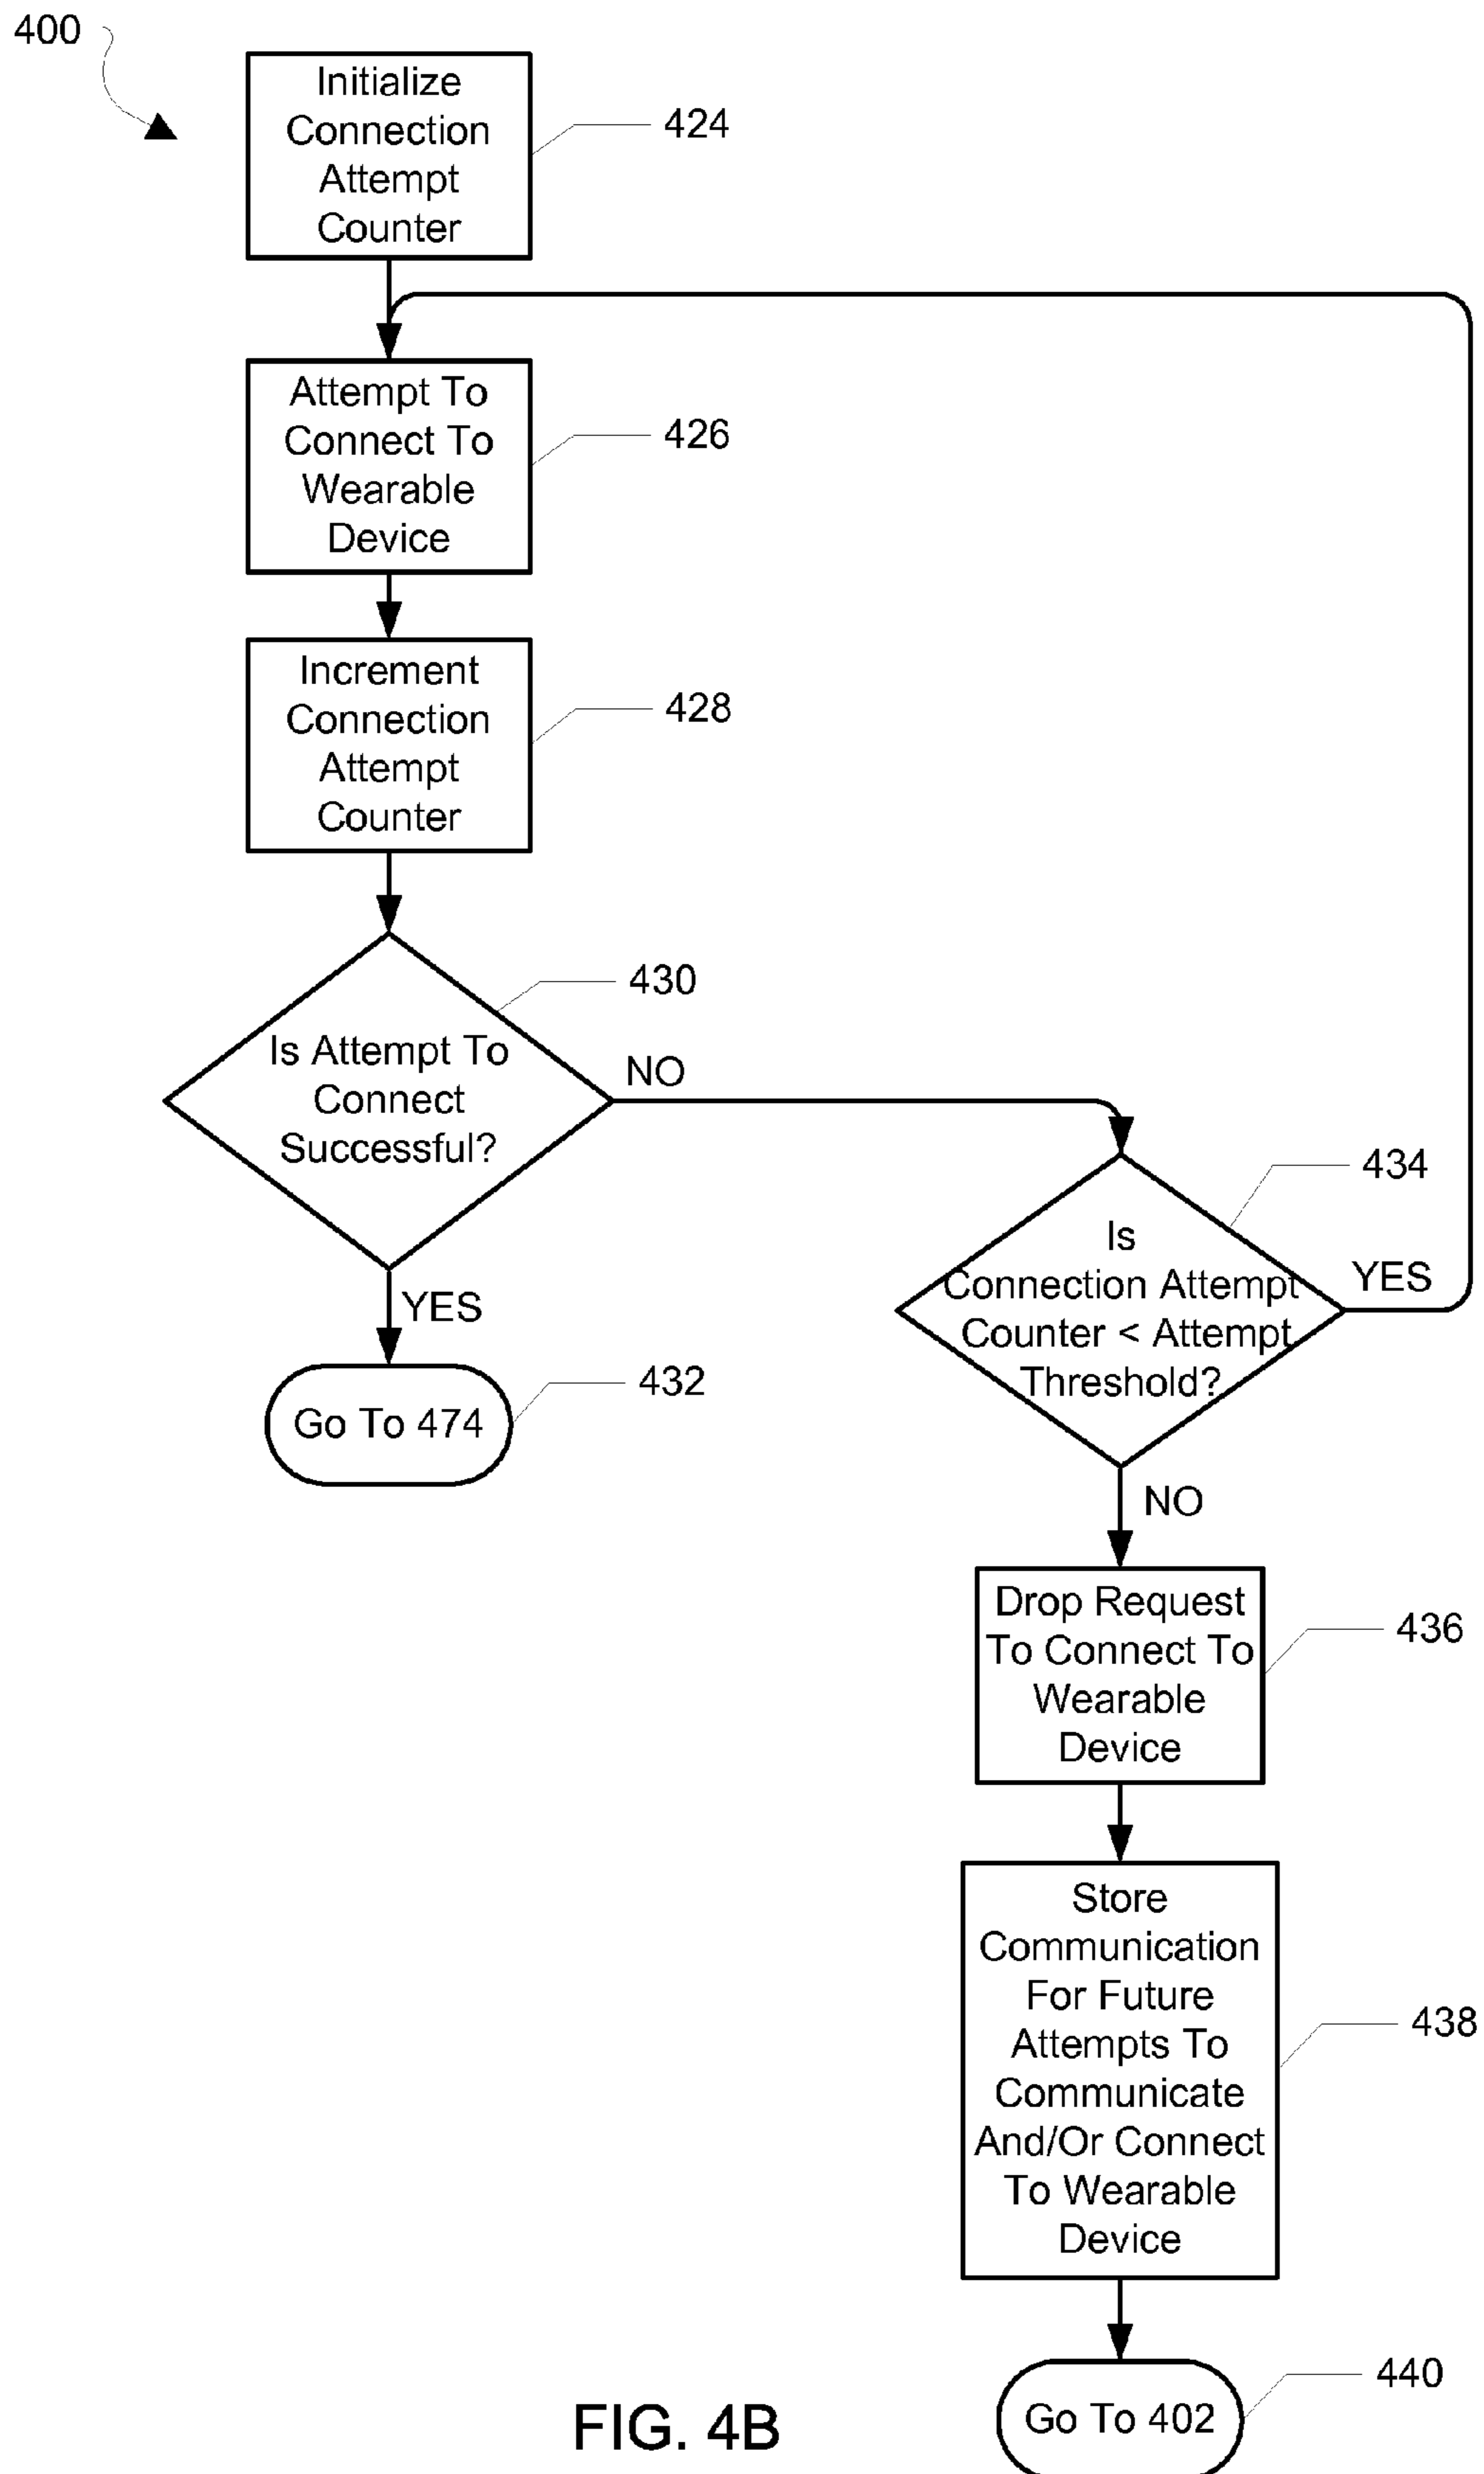 400
Initialize
Connection
Attempt
Counter
424
Attempt To
Connect To
Wearable
Device
426
Increment
Connection
Attempt
Counter
428
430
Is Attempt To
Connect
Successful?
NO
YES
Go To 474
432
434
Is
Connection Attempt
Counter < Attempt
Threshold?
YES
NO
Drop Request
To Connect To
Wearable
Device
436
Store
Communication
For Future
Attempts To
Communicate
And/Or Connect
To Wearable
Device
438
Go To 402
440
FIG. 4B